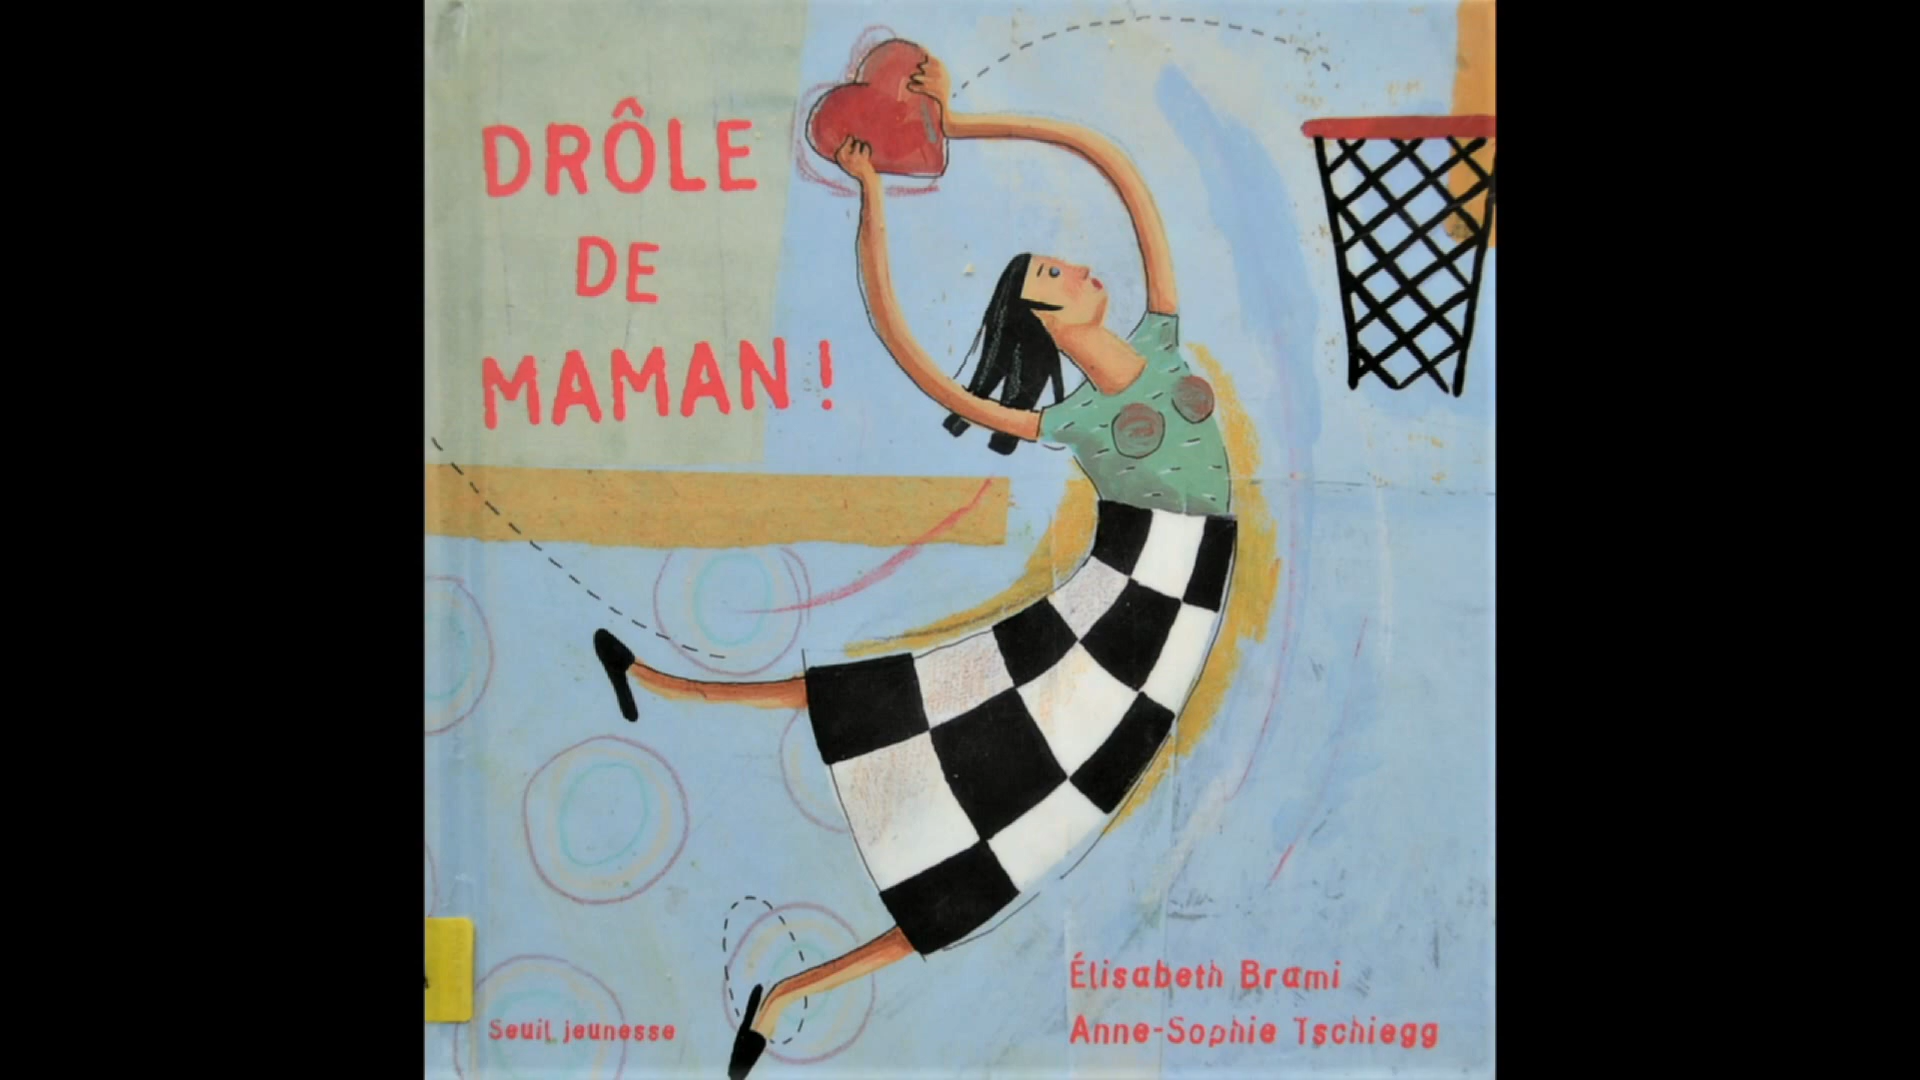 DRÔLE
DE
MAMAN !
Élisabeth Brami
Anne-Sophie Tschiegg
Seuil jeunesse